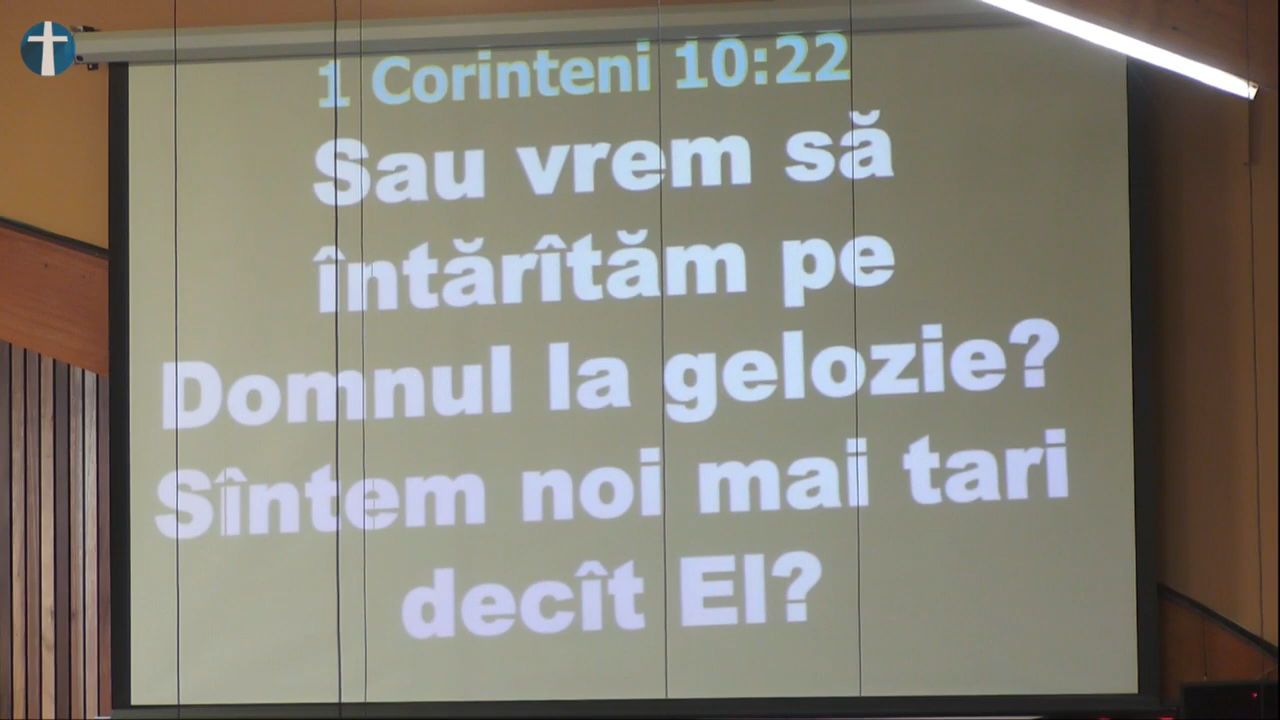 1 Corinteni 10:22
Sau vrem să
întărîtăm pe
Domnul la gelozie?
Sîntem noi mai tari
decît El?